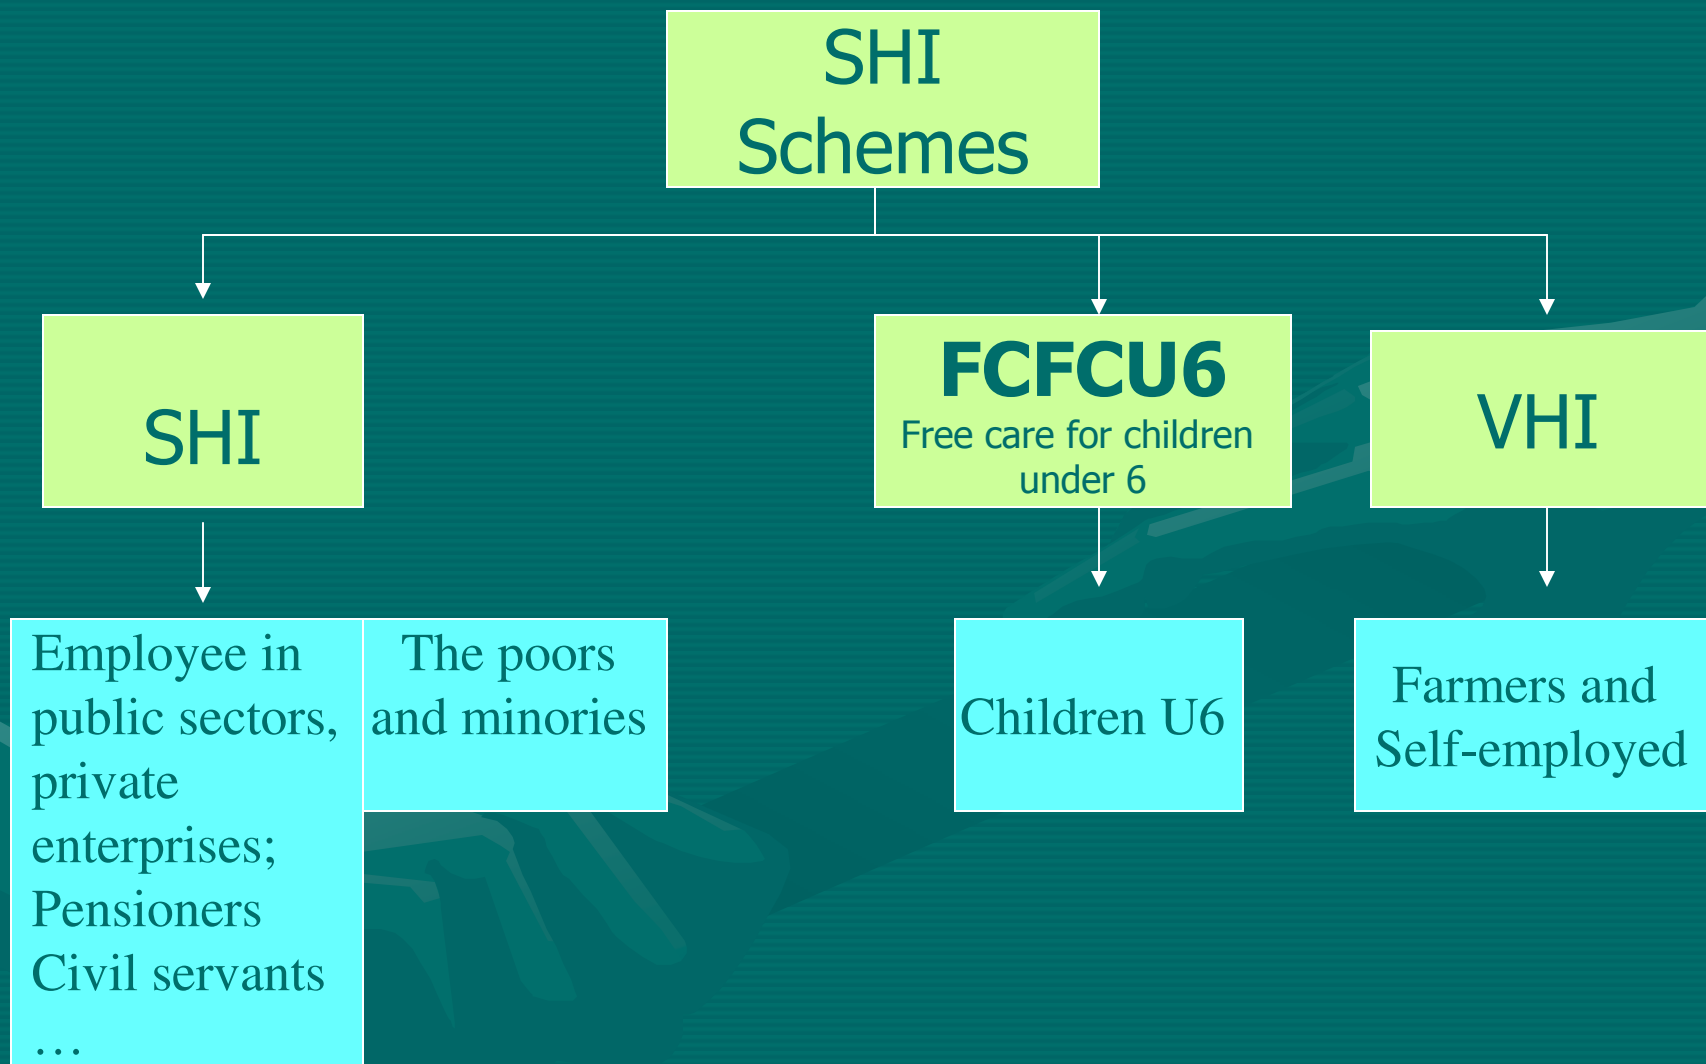 SHI
Schemes
SHI
FCFCU6
Free care for children
under 6
VHI
Employee in
public sectors,
private
enterprises;
Pensioners
Civil servants
…
The poors
and minories
Children U6
Farmers and
Self-employed